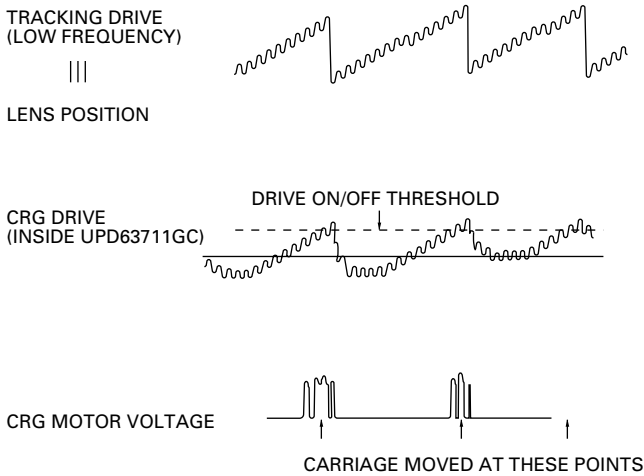 TRACKING DRIVE
(LOW FREQUENCY)
LENS POSITION
DRIVE ON/OFF THRESHOLD
CRG DRIVE
(INSIDE UPD63711GC)
CRG MOTOR VOLTAGE
CARRIAGE MOVED AT THESE POINTS